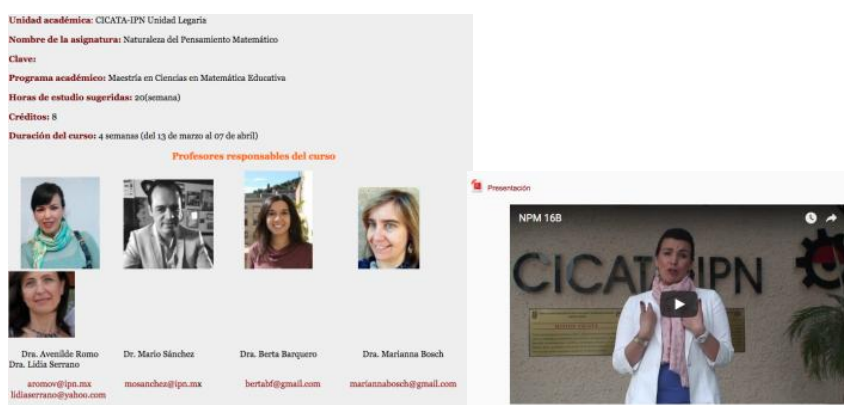 Unidad académica: CICATA-IPN Unidad Legaria
Nombre de la asignatura: Naturaleza del Pensamiento Matemático
Clave:
Programa académico: Maestría en Ciencias en Matemática Educativa
Horas de estudio sugeridas: 20(semana)
Créditos: 8
Duración del curso: 4 semanas (del 13 de marzo al 07 de abril)
Profesores responsables del curso
Dra. Avenilde Romo Dr. Mario Sánchez Dra. Berta Barquero Dra. Marianna Bosch
Dra. Lidia Serrano
aromov@ipn.mx mosanchez@ipn.mx bertabf@gmail.com mariannabosch@gmail.com
lidiaserrano@yahoo.com
Presentación
NPM 16B
CICATA-IPN